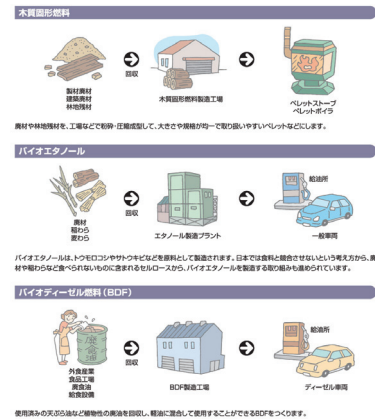 木質固形燃料
製材廃材
建築廃材
林地残材
回収
木質固形燃料製造工場
ペレットストーブ
ペレットボイラ
廃材や林地残材を、工場などで粉砕・圧縮成型して、大きさや規格が均一で取り扱いやすいペレットなどにします。
バイオエタノール
廃材
稲わら
麦わら
回収
エタノール製造プラント
給油所
一般車両
バイオエタノールは、トウモロコシやサトウキビなどを原料として製造されます。日本では食料と競合させないという考え方から、廃
材や稲わらなど食べられないものに含まれるセルロースから、バイオエタノールを製造する取り組みも進められています。
バイオディーゼル燃料(BDF)
廃食油
外食産業
食品工場
廃食油
給食設備
回収
BDF製造工場
給油所
ディーゼル車両
使用済みの天ぷら油など植物性の廃油を回収し、軽油に混合して使用することができるBDFをつくります。